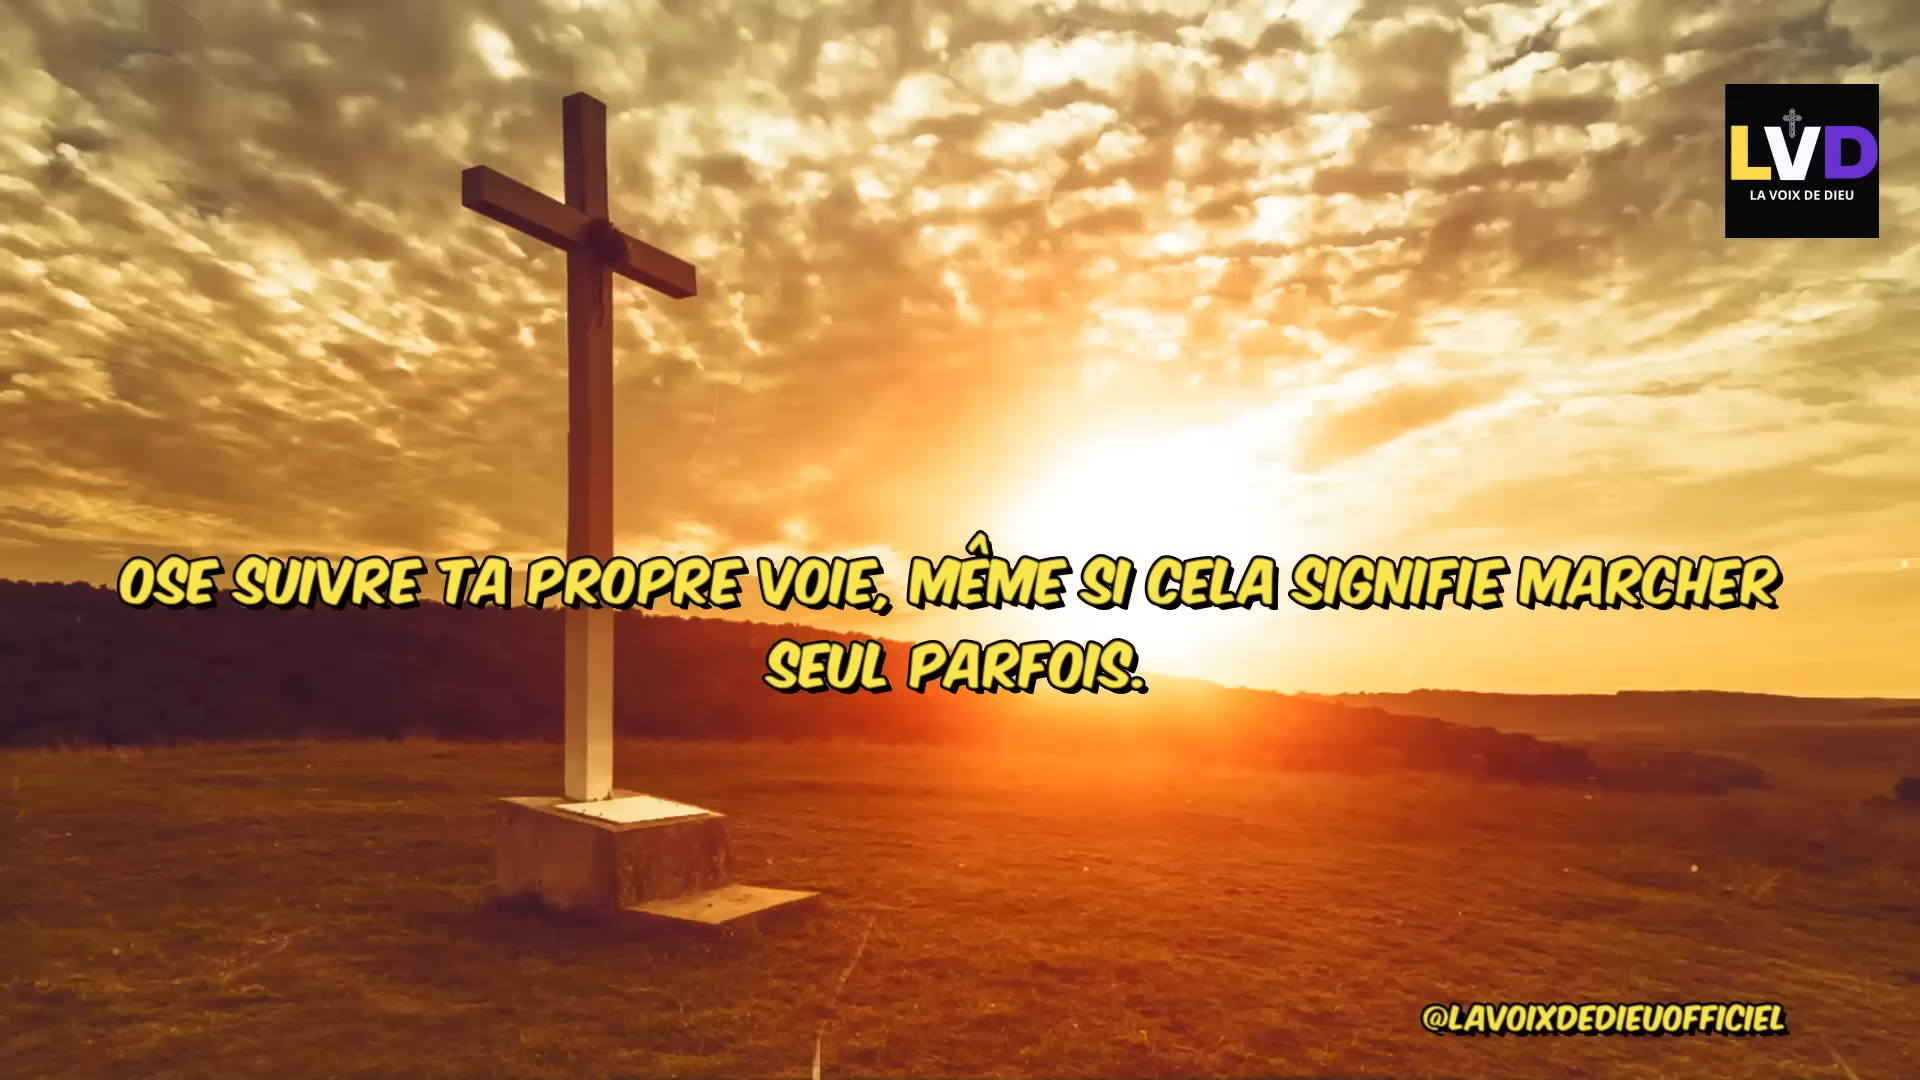 LVD
LA VOIX DE DIEU
OSE SUIVRE TA PROPRE VOIE, MÊME SI CELA SIGNIFIE MARCHER
SEUL PARFOIS.
@LAVOIXDEDIEUOFFICIEL